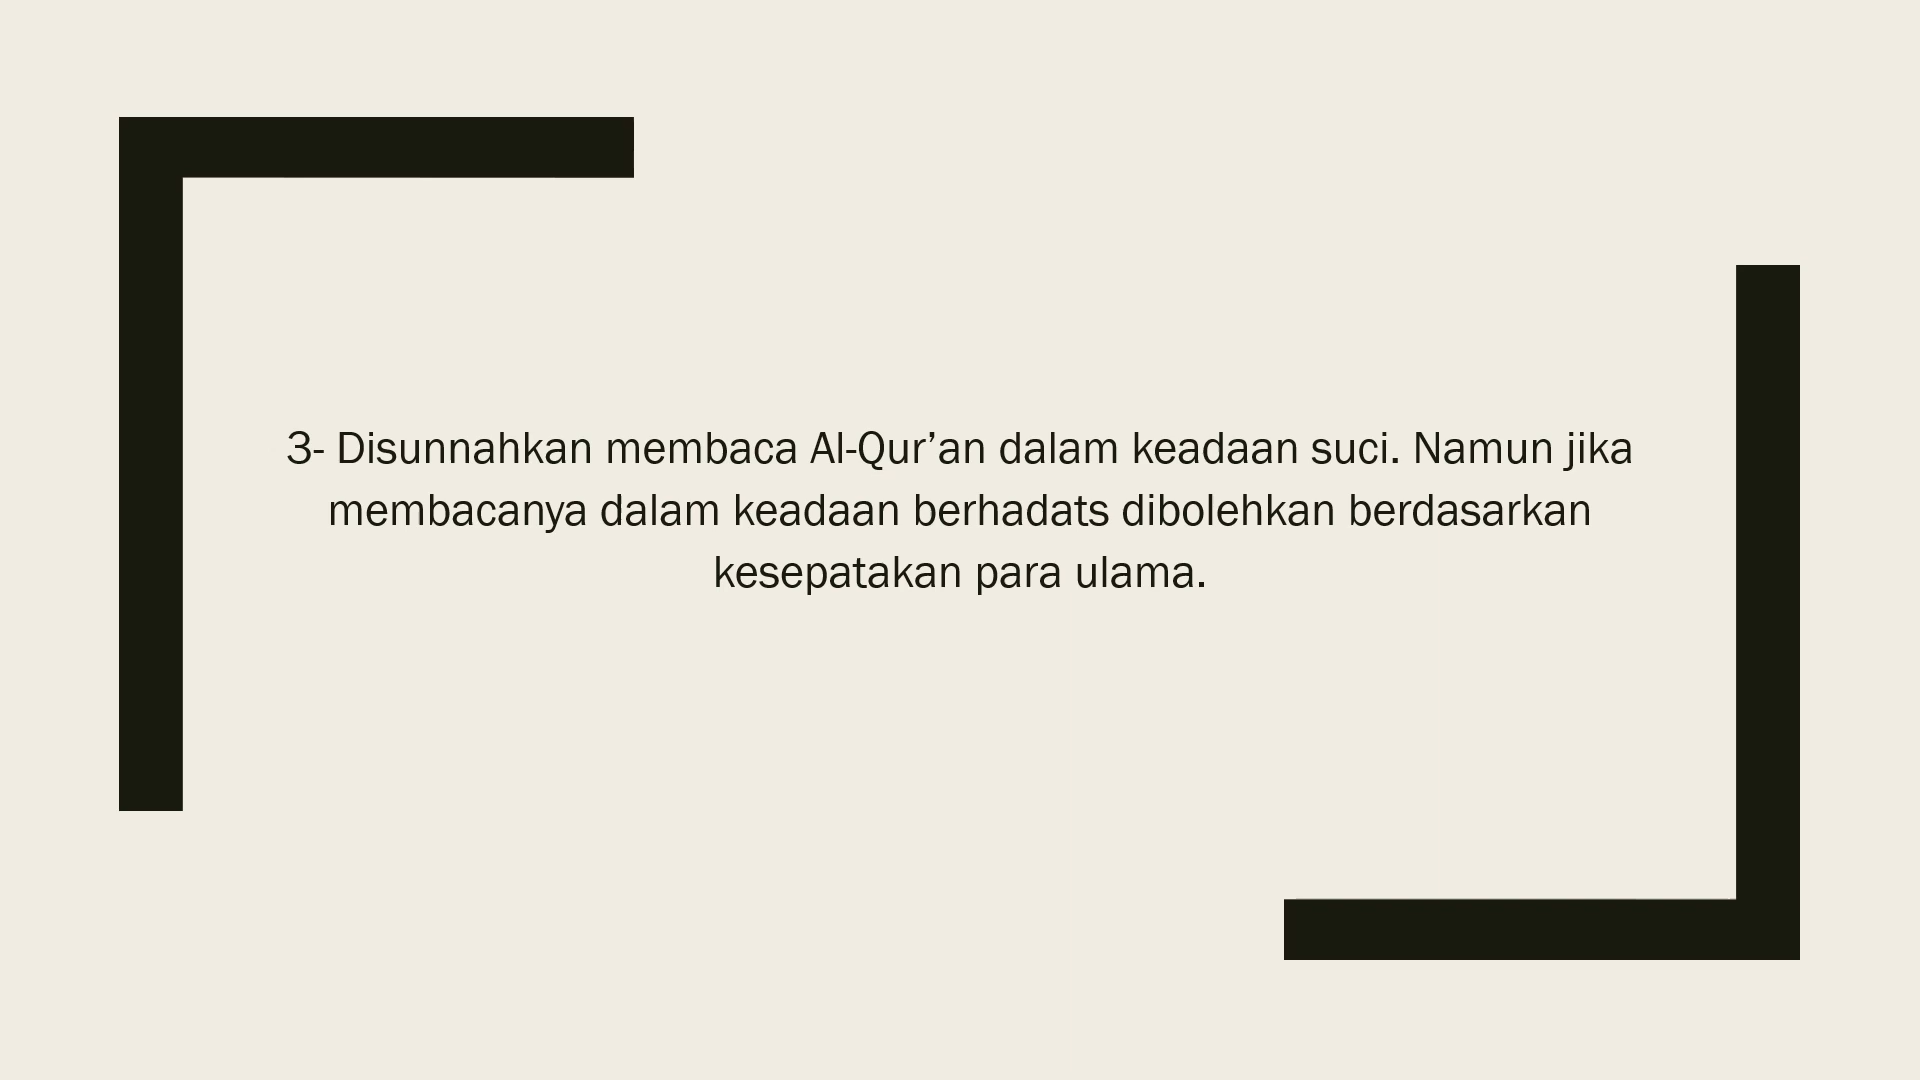 3- Disunnahkan membaca Al-Qur’an dalam keadaan suci. Namun jika
membacanya dalam keadaan berhadats dibolehkan berdasarkan
kesepatakan para ulama.